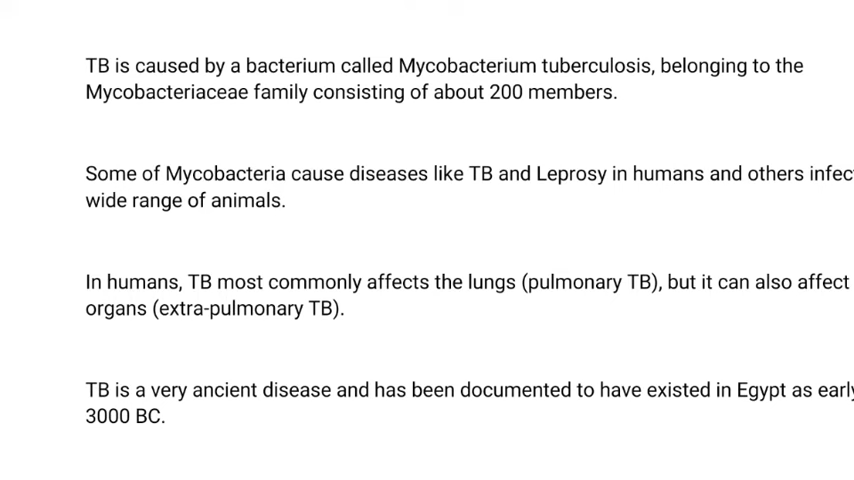 TB is caused by a bacterium called Mycobacterium tuberculosis, belonging to the
Mycobacteriaceae family consisting of about 200 members.
Some of Mycobacteria cause diseases like TB and Leprosy in humans and others infect
wide range of animals.
In humans, TB most commonly affects the lungs (pulmonary TB), but it can also affect
organs (extra-pulmonary TB).
TB is a very ancient disease and has been documented to have existed in Egypt as early
3000 BC.